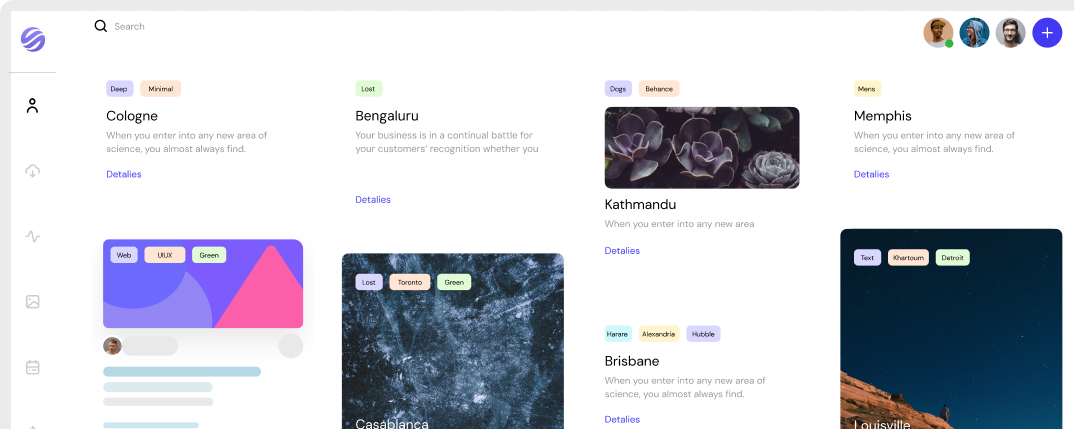 Search
Deep
Minimal
Cologne
When you enter into any new area of
science, you almost always find.
Detalies
Lost
Bengaluru
Your business is in a continual battle for
your customers’ recognition whether you
Detalies
Dogs
Behance
Kathmandu
When you enter into any new area
Detalies
Mens
Memphis
When you enter into any new area of
science, you almost always find.
Detalies
Web
UIUX
Green
Lost
Toronto
Green
Casablanca
Harare
Alexandria
Hubble
Brisbane
When you enter into any new area of
science, you almost always find.
Detalies
Text
Khartoum
Detroit
Louisville